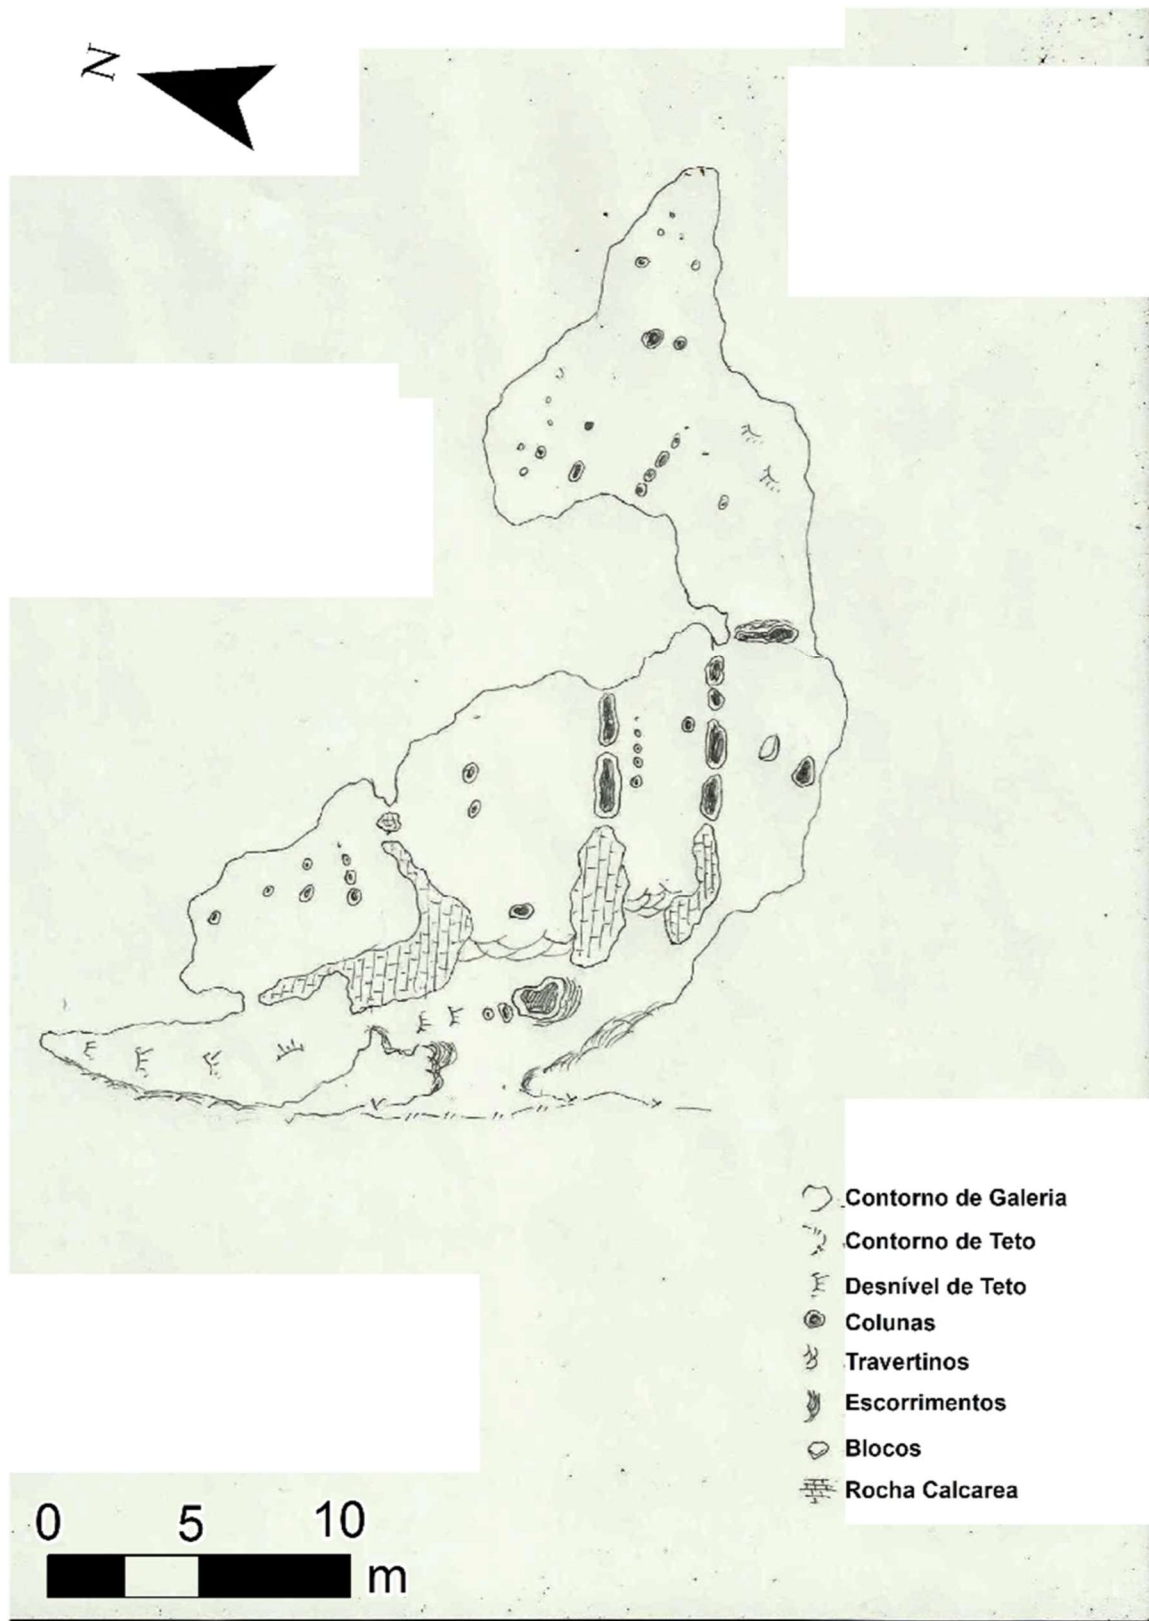 N
Contorno de Galeria
Contorno de Teto
Desnível de Teto
Colunas
Travertinos
Escorrimentos
Blocos
Rocha Calcarea
0 5 10
m